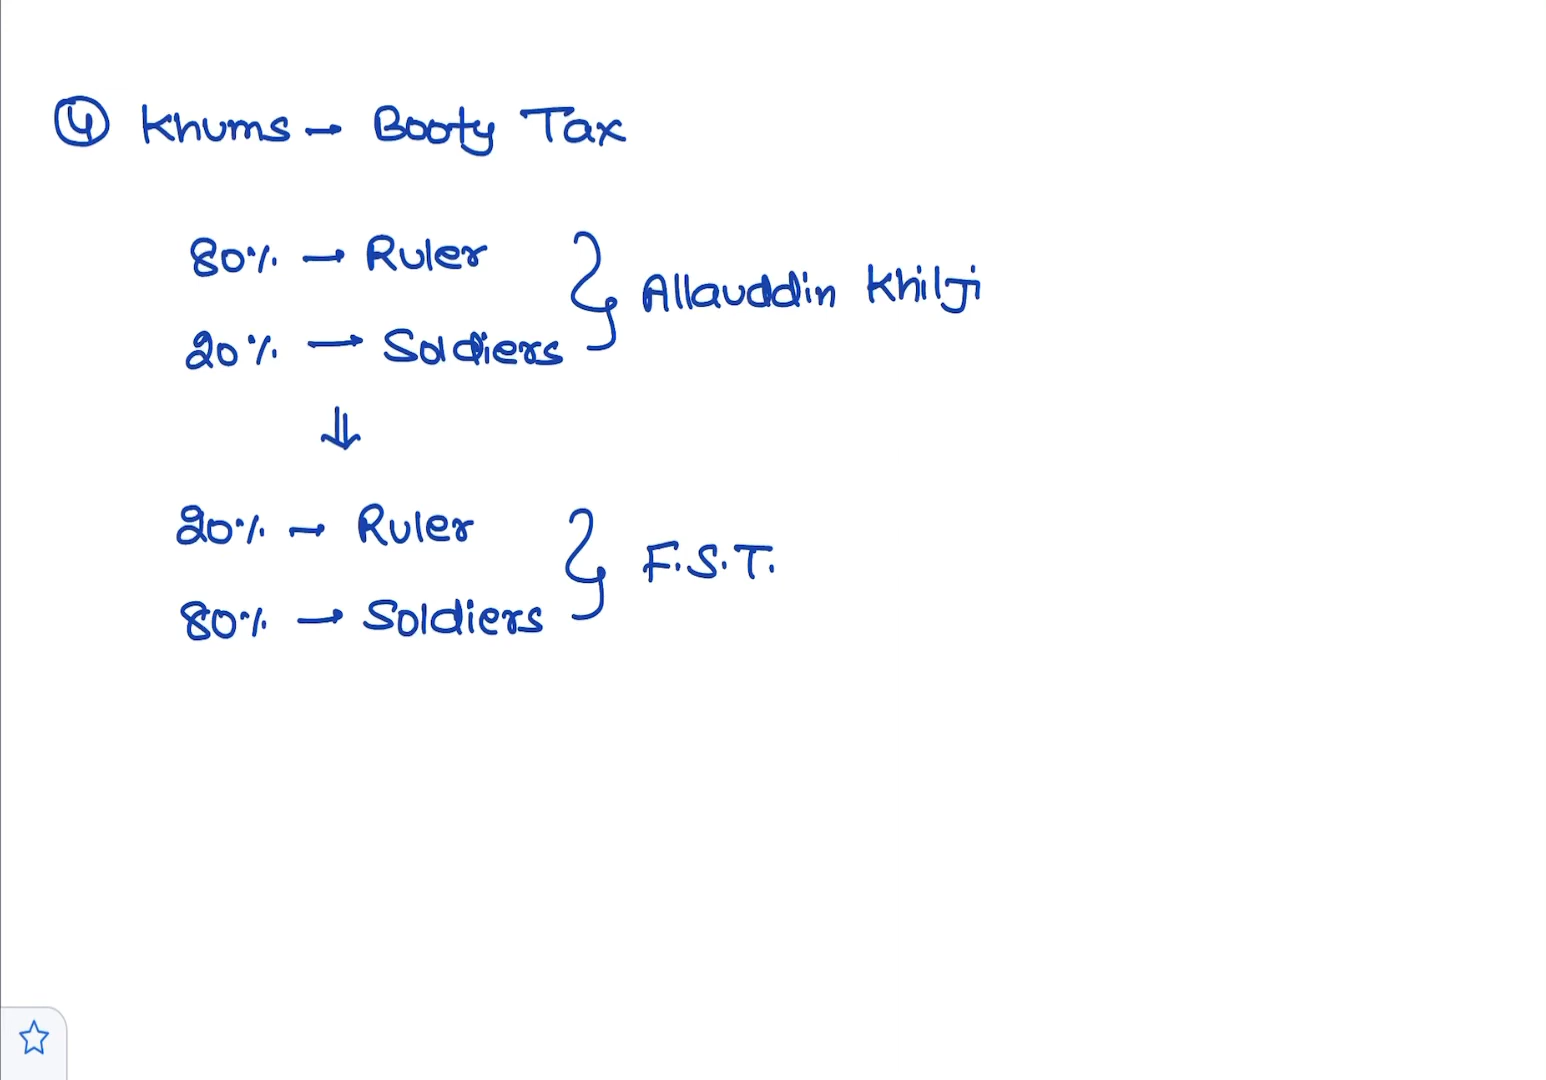 ④ Khums → Booty Tax
80% → Ruler
20% → Soldiers
} Allauddin Khilji
⇓
20% → Ruler
80% → Soldiers
} F.S.T.